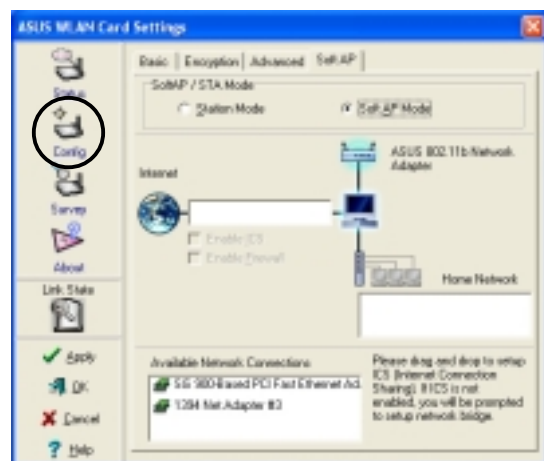 ASUS WLAN Card Settings
Status
Config
Survey
About
Link State
Apply
OK
Cancel
Help
Basic Encryption Advanced Soft AP
SoftAP / STA Mode
Station Mode Soft AP Mode
ASUS 802.11b Network Adapter
Internet
Enable ICS
Enable Firewall
Home Network
Available Network Connections
SiS 900-Based PCI Fast Ethernet Ad
1394 Net Adapter #3
Please drag and drop to setup
ICS (Internet Connection
Sharing). If ICS is not
enabled, you will be prompted
to setup network bridge.